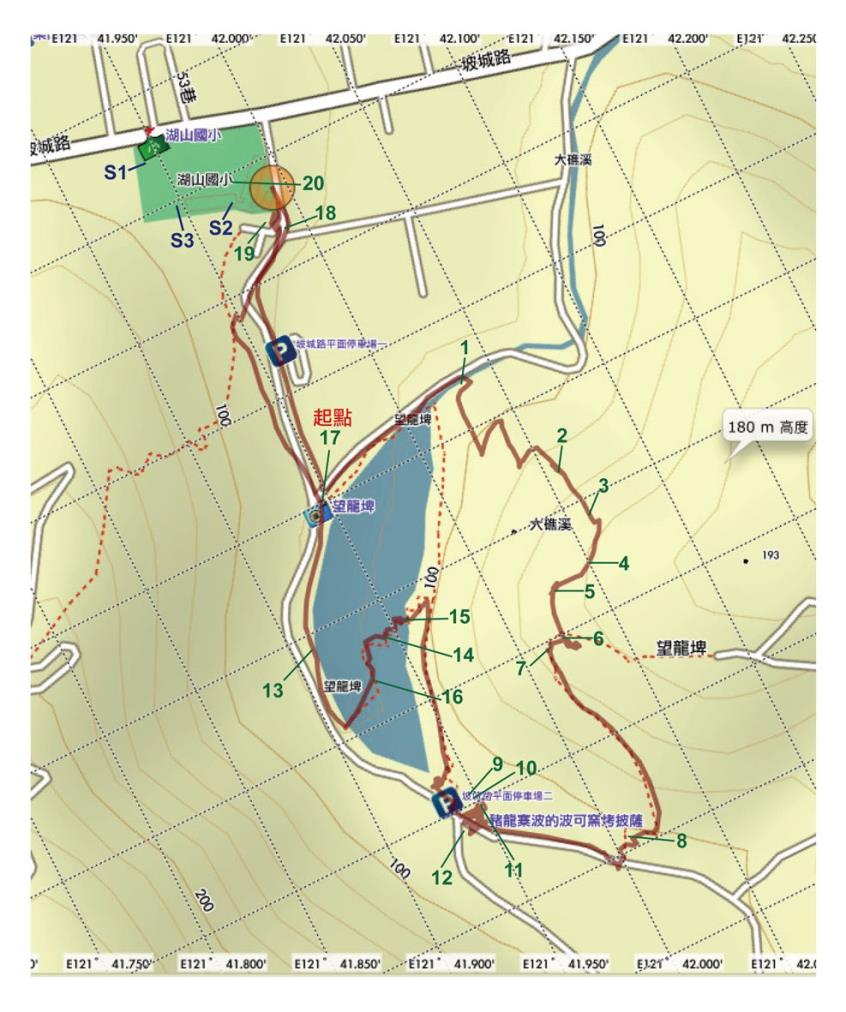 E121 41.950' E121° 42.000' E121° 42.050' E121° 42.100' E121° 42.150' E121° 42.200' E121° 42.250
坡城路
53巷
坡城路
湖山國小
S1
大礁溪
湖山國小
20
18
S2
S3
19
100
坡城路平面停車場一
1
100
起點
望龍埤
180 m 高度
17
2
3
望龍埤
大礁溪
193
4
100
5
15
6
望龍埤
14
7
望龍埤
13
16
9
10
坡城路平面停車場二
豬龍寨波的波可窯烤披薩
8
12
11
100
200
0' E121° 41.750' E121° 41.800' E121° 41.850' E121° 41.900' E121° 41.950' E121° 42.000' E121° 42.0